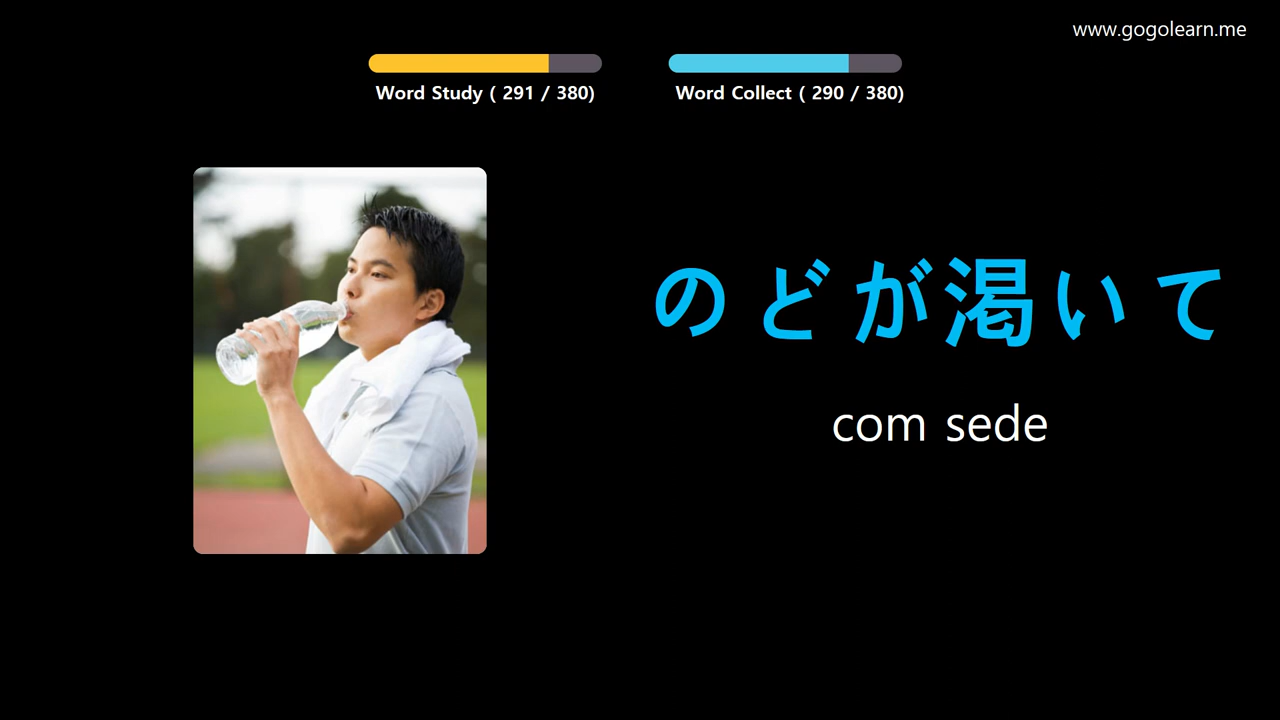 www.gogolearn.me
Word Study ( 291 / 380)
Word Collect ( 290 / 380)
のどが渇いて
com sede